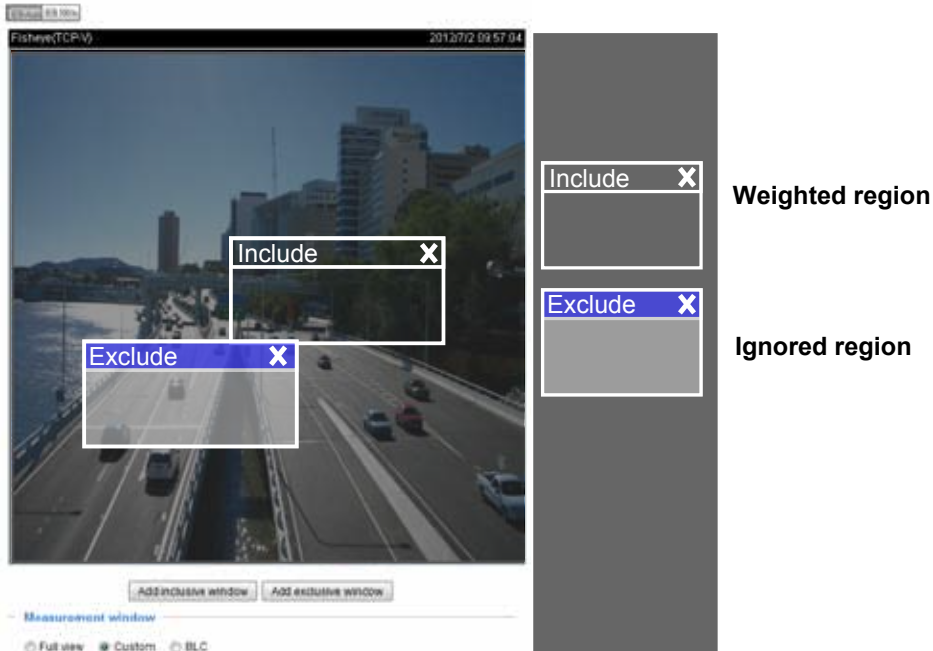 Fisheye(TCP-V) 2012/7/2 09:57:04
Include
Exclude
Include
Weighted region
Exclude
Ignored region
Add inclusive window Add exclusive window
Measurement window
Full view Custom BLC